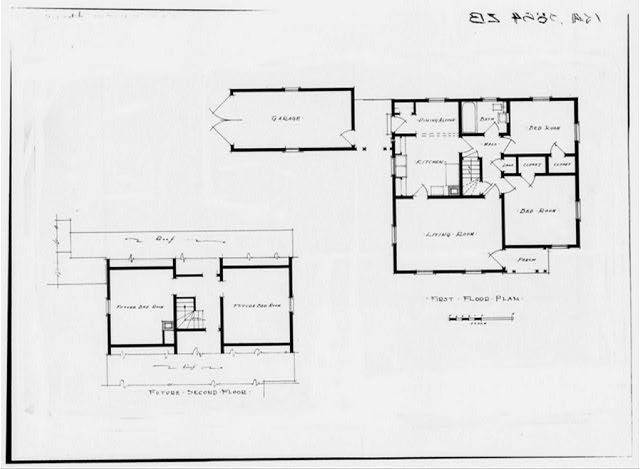 GARAGE
DINING ALCOVE
BATH
BED ROOM
HALL
KITCHEN
CLOSET
CLOSET
LIVING ROOM
BED ROOM
PORCH
FIRST FLOOR PLAN
SCALE
Roof
FUTURE BED ROOM
FUTURE BED ROOM
Roof
FUTURE SECOND FLOOR